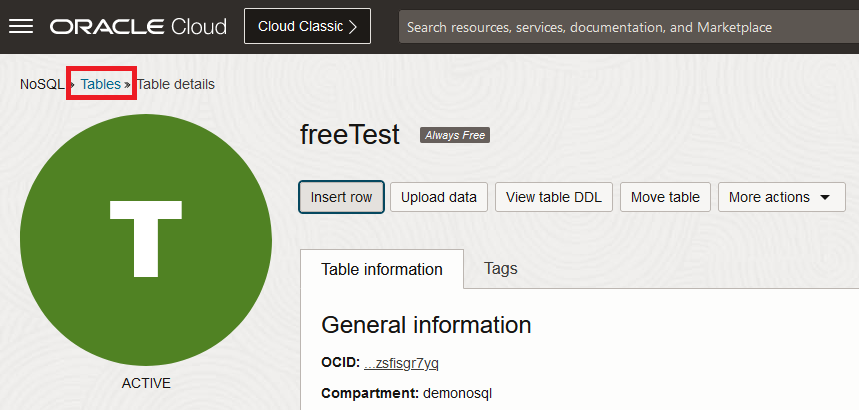 ORACLE Cloud Cloud Classic > Search resources, services, documentation, and Marketplace
NoSQL » Tables » Table details
freeTest Always Free
Insert row Upload data View table DDL Move table More actions
T
Table information Tags
General information
OCID: ...zsfisgr7yq
ACTIVE
Compartment: demonosql